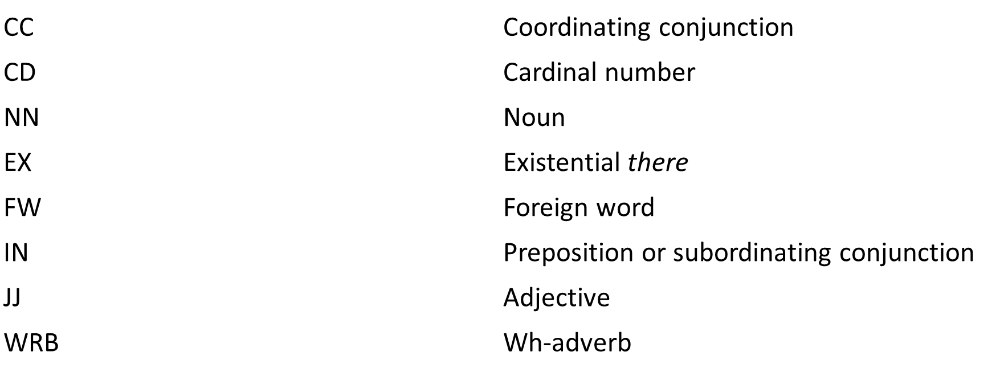 CC Coordinating conjunction
CD Cardinal number
NN Noun
EX Existential there
FW Foreign word
IN Preposition or subordinating conjunction
JJ Adjective
WRB Wh-adverb